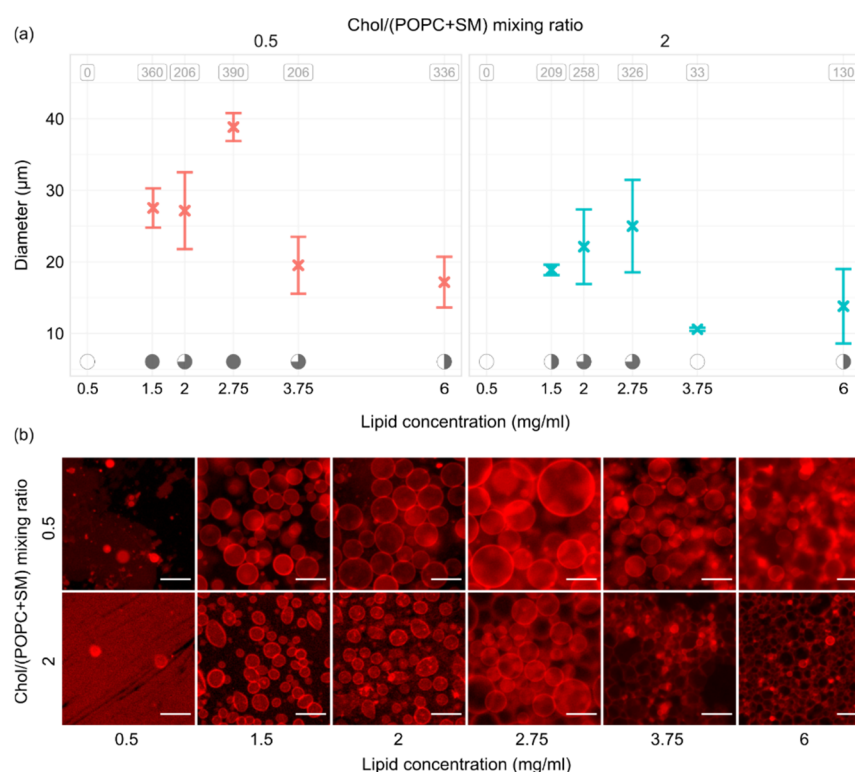 (a)
Chol/(POPC+SM) mixing ratio
0.5
2
0 360 206 390 206 336
0 209 258 326 33 130
Diameter (µm)
40
30
20
10
0.5 1.5 2 2.75 3.75 6
0.5 1.5 2 2.75 3.75 6
Lipid concentration (mg/ml)
(b)
Chol/(POPC+SM) mixing ratio
0.5
2
0.5 1.5 2 2.75 3.75 6
Lipid concentration (mg/ml)